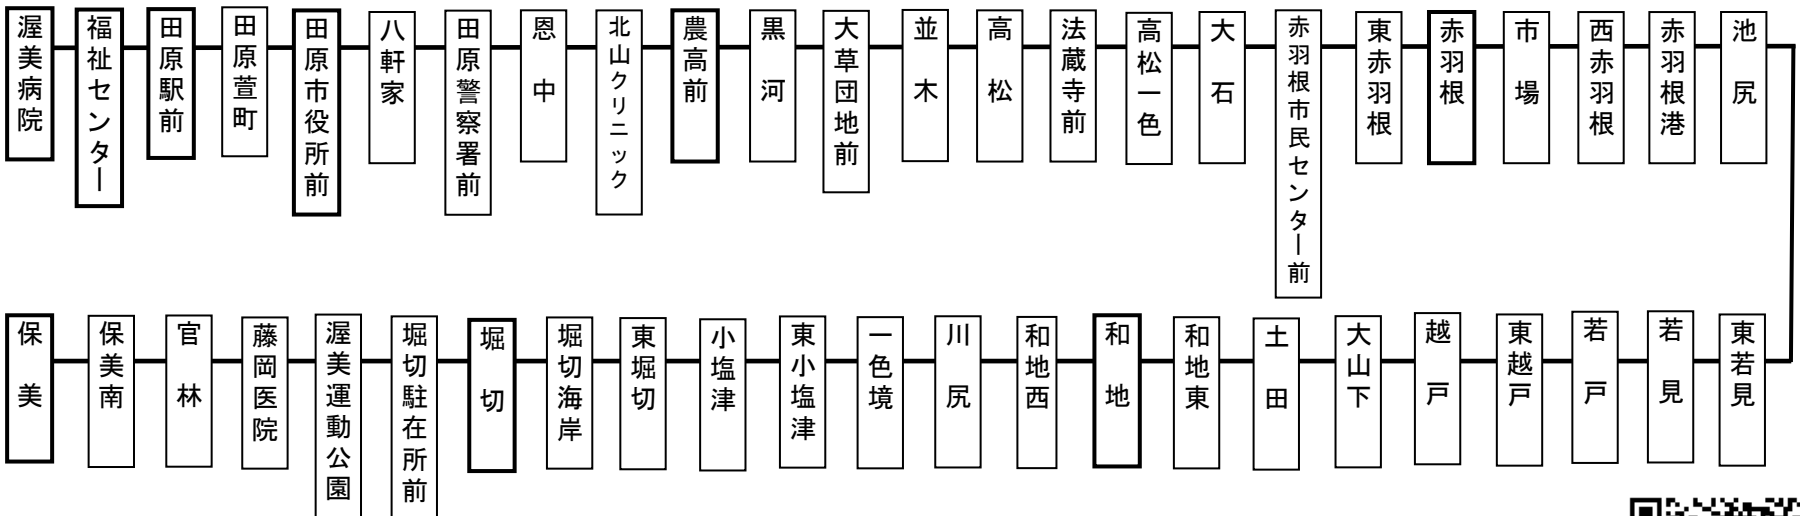 渥美病院
福祉センター
田原駅前
田原萱町
田原市役所前
八軒家
田原警察署前
恩中
北山クリニック
農高前
黒河
大草団地前
並木
高松
法蔵寺前
高松一色
大石
赤羽根市民センター前
東赤羽根
赤羽根
市場
西赤羽根
赤羽根港
池尻
東若見
若見
若戸
東越戸
越戸
大山下
土田
和地東
和地
和地西
川尻
一色境
東小塩津
小塩津
東堀切
堀切海岸
堀切
堀切駐在所前
渥美運動公園
藤岡医院
官林
保美南
保美